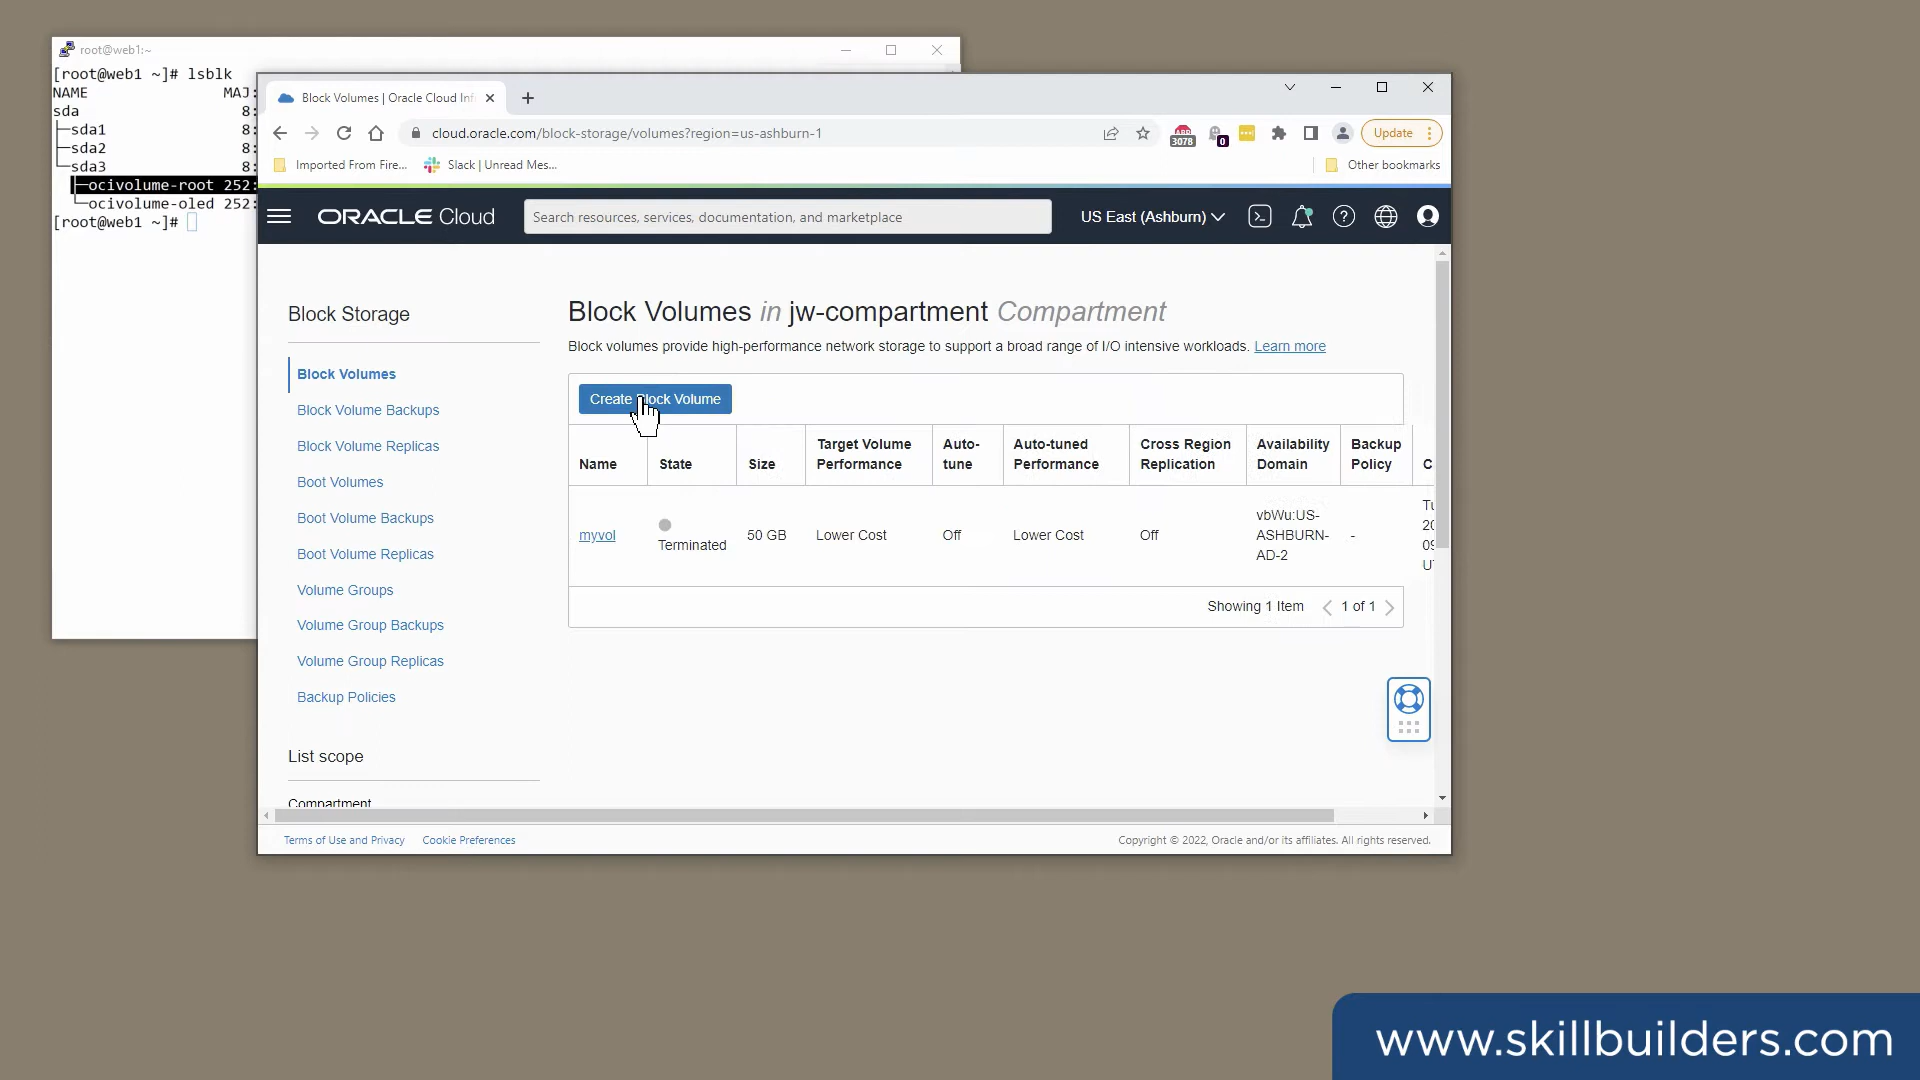 root@web1:~
[root@web1 ~]# lsblk
NAME MAJ:
sda 8:
├─sda1 8:
├─sda2 8:
└─sda3 8:
├─ocivolume-root 252:
└─ocivolume-oled 252:
[root@web1 ~]#
Block Volumes | Oracle Cloud Inf
cloud.oracle.com/block-storage/volumes?region=us-ashburn-1
3078
0
Update
Imported From Fire...
Slack | Unread Mes...
Other bookmarks
ORACLE Cloud
Search resources, services, documentation, and marketplace
US East (Ashburn)
Block Storage
Block Volumes
Block Volume Backups
Block Volume Replicas
Boot Volumes
Boot Volume Backups
Boot Volume Replicas
Volume Groups
Volume Group Backups
Volume Group Replicas
Backup Policies
List scope
Compartment
Block Volumes in jw-compartment Compartment
Block volumes provide high-performance network storage to support a broad range of I/O intensive workloads. Learn more
Create Block Volume
Name
State
Size
Target Volume
Performance
Auto-
tune
Auto-tuned
Performance
Cross Region
Replication
Availability
Domain
Backup
Policy
C
myvol
Terminated
50 GB
Lower Cost
Off
Lower Cost
Off
vbWu:US-
ASHBURN-
AD-2
-
Tu
20
09
U
Showing 1 Item
1 of 1
Terms of Use and Privacy
Cookie Preferences
Copyright © 2022, Oracle and/or its affiliates. All rights reserved.
www.skillbuilders.com